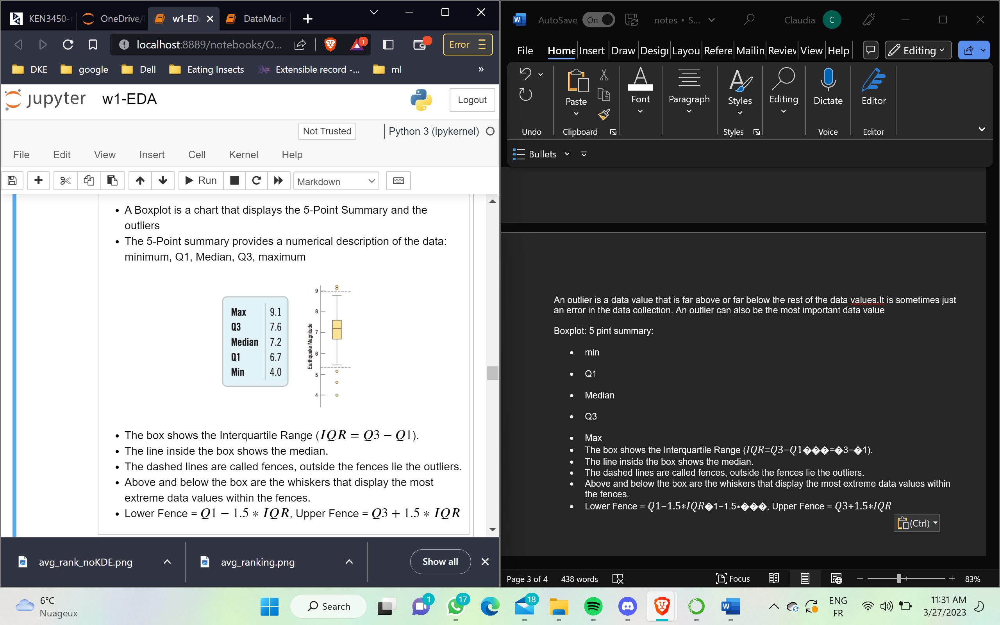 KEN3450-
OneDrive/
w1-ED
DataMadn
localhost:8889/notebooks/O...
1
Error
DKE
google
Dell
Eating Insects
Extensible record -...
ml
»
jupyter
w1-EDA
Logout
Not Trusted
Python 3 (ipykernel)
File Edit View Insert Cell Kernel Help
Run
Markdown
• A Boxplot is a chart that displays the 5-Point Summary and the
outliers
• The 5-Point summary provides a numerical description of the data:
minimum, Q1, Median, Q3, maximum
Max 9.1
Q3 7.6
Median 7.2
Q1 6.7
Min 4.0
Earthquake Magnitude
9
8
7
6
5
4
• The box shows the Interquartile Range (IQR = Q3 − Q1).
• The line inside the box shows the median.
• The dashed lines are called fences, outside the fences lie the outliers.
• Above and below the box are the whiskers that display the most
extreme data values within the fences.
• Lower Fence = Q1 − 1.5 * IQR, Upper Fence = Q3 + 1.5 * IQR
avg_rank_noKDE.png
avg_ranking.png
Show all
W
AutoSave
On
notes • S...
Claudia
C
File Home Insert Draw Desigr Layou Refere Mailin Review View Help
Editing
Paste
Font
Paragraph
Styles
Editing
Dictate
Editor
Undo
Clipboard
Styles
Voice
Editor
Bullets
An outlier is a data value that is far above or far below the rest of the data values.It is sometimes just
an error in the data collection. An outlier can also be the most important data value
Boxplot: 5 pint summary:
• min
• Q1
• Median
• Q3
• Max
• The box shows the Interquartile Range (IQR=Q3−Q1���=�3−�1).
• The line inside the box shows the median.
• The dashed lines are called fences, outside the fences lie the outliers.
• Above and below the box are the whiskers that display the most extreme data values within
the fences.
• Lower Fence = Q1−1.5*IQR�1−1.5*���, Upper Fence = Q3+1.5*IQR
(Ctrl)
Page 3 of 4
438 words
Focus
83%
6°C
Nuageux
Search
1
17
18
W
ENG
FR
11:31 AM
3/27/2023